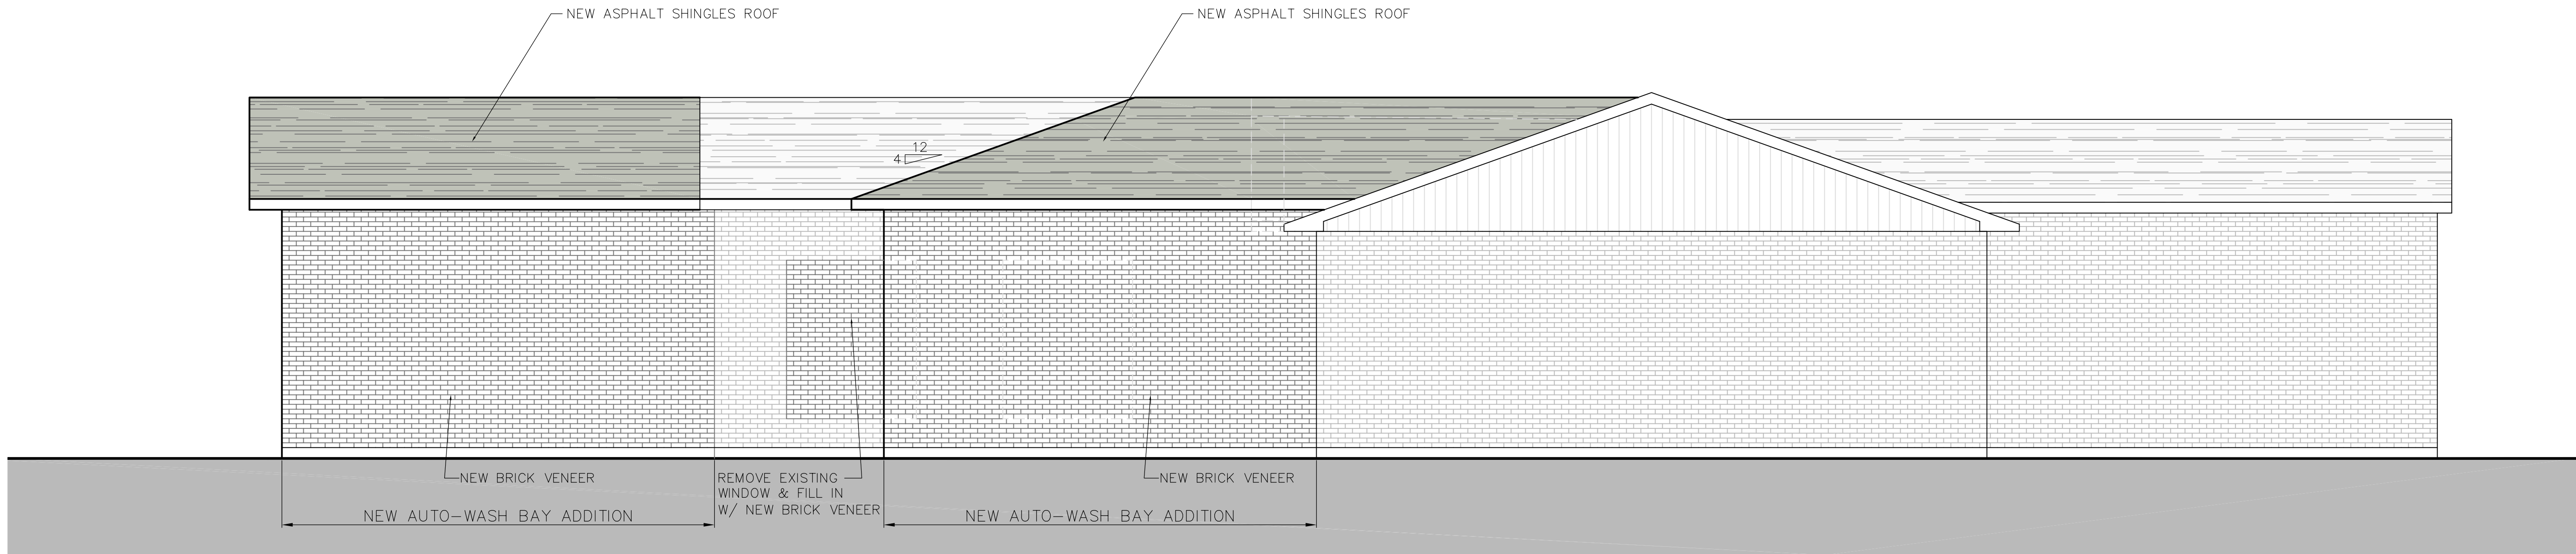 NEW ASPHALT SHINGLES ROOF
NEW ASPHALT SHINGLES ROOF
12
4
NEW BRICK VENEER
REMOVE EXISTING
WINDOW & FILL IN
W/ NEW BRICK VENEER
NEW BRICK VENEER
NEW AUTO-WASH BAY ADDITION
NEW AUTO-WASH BAY ADDITION